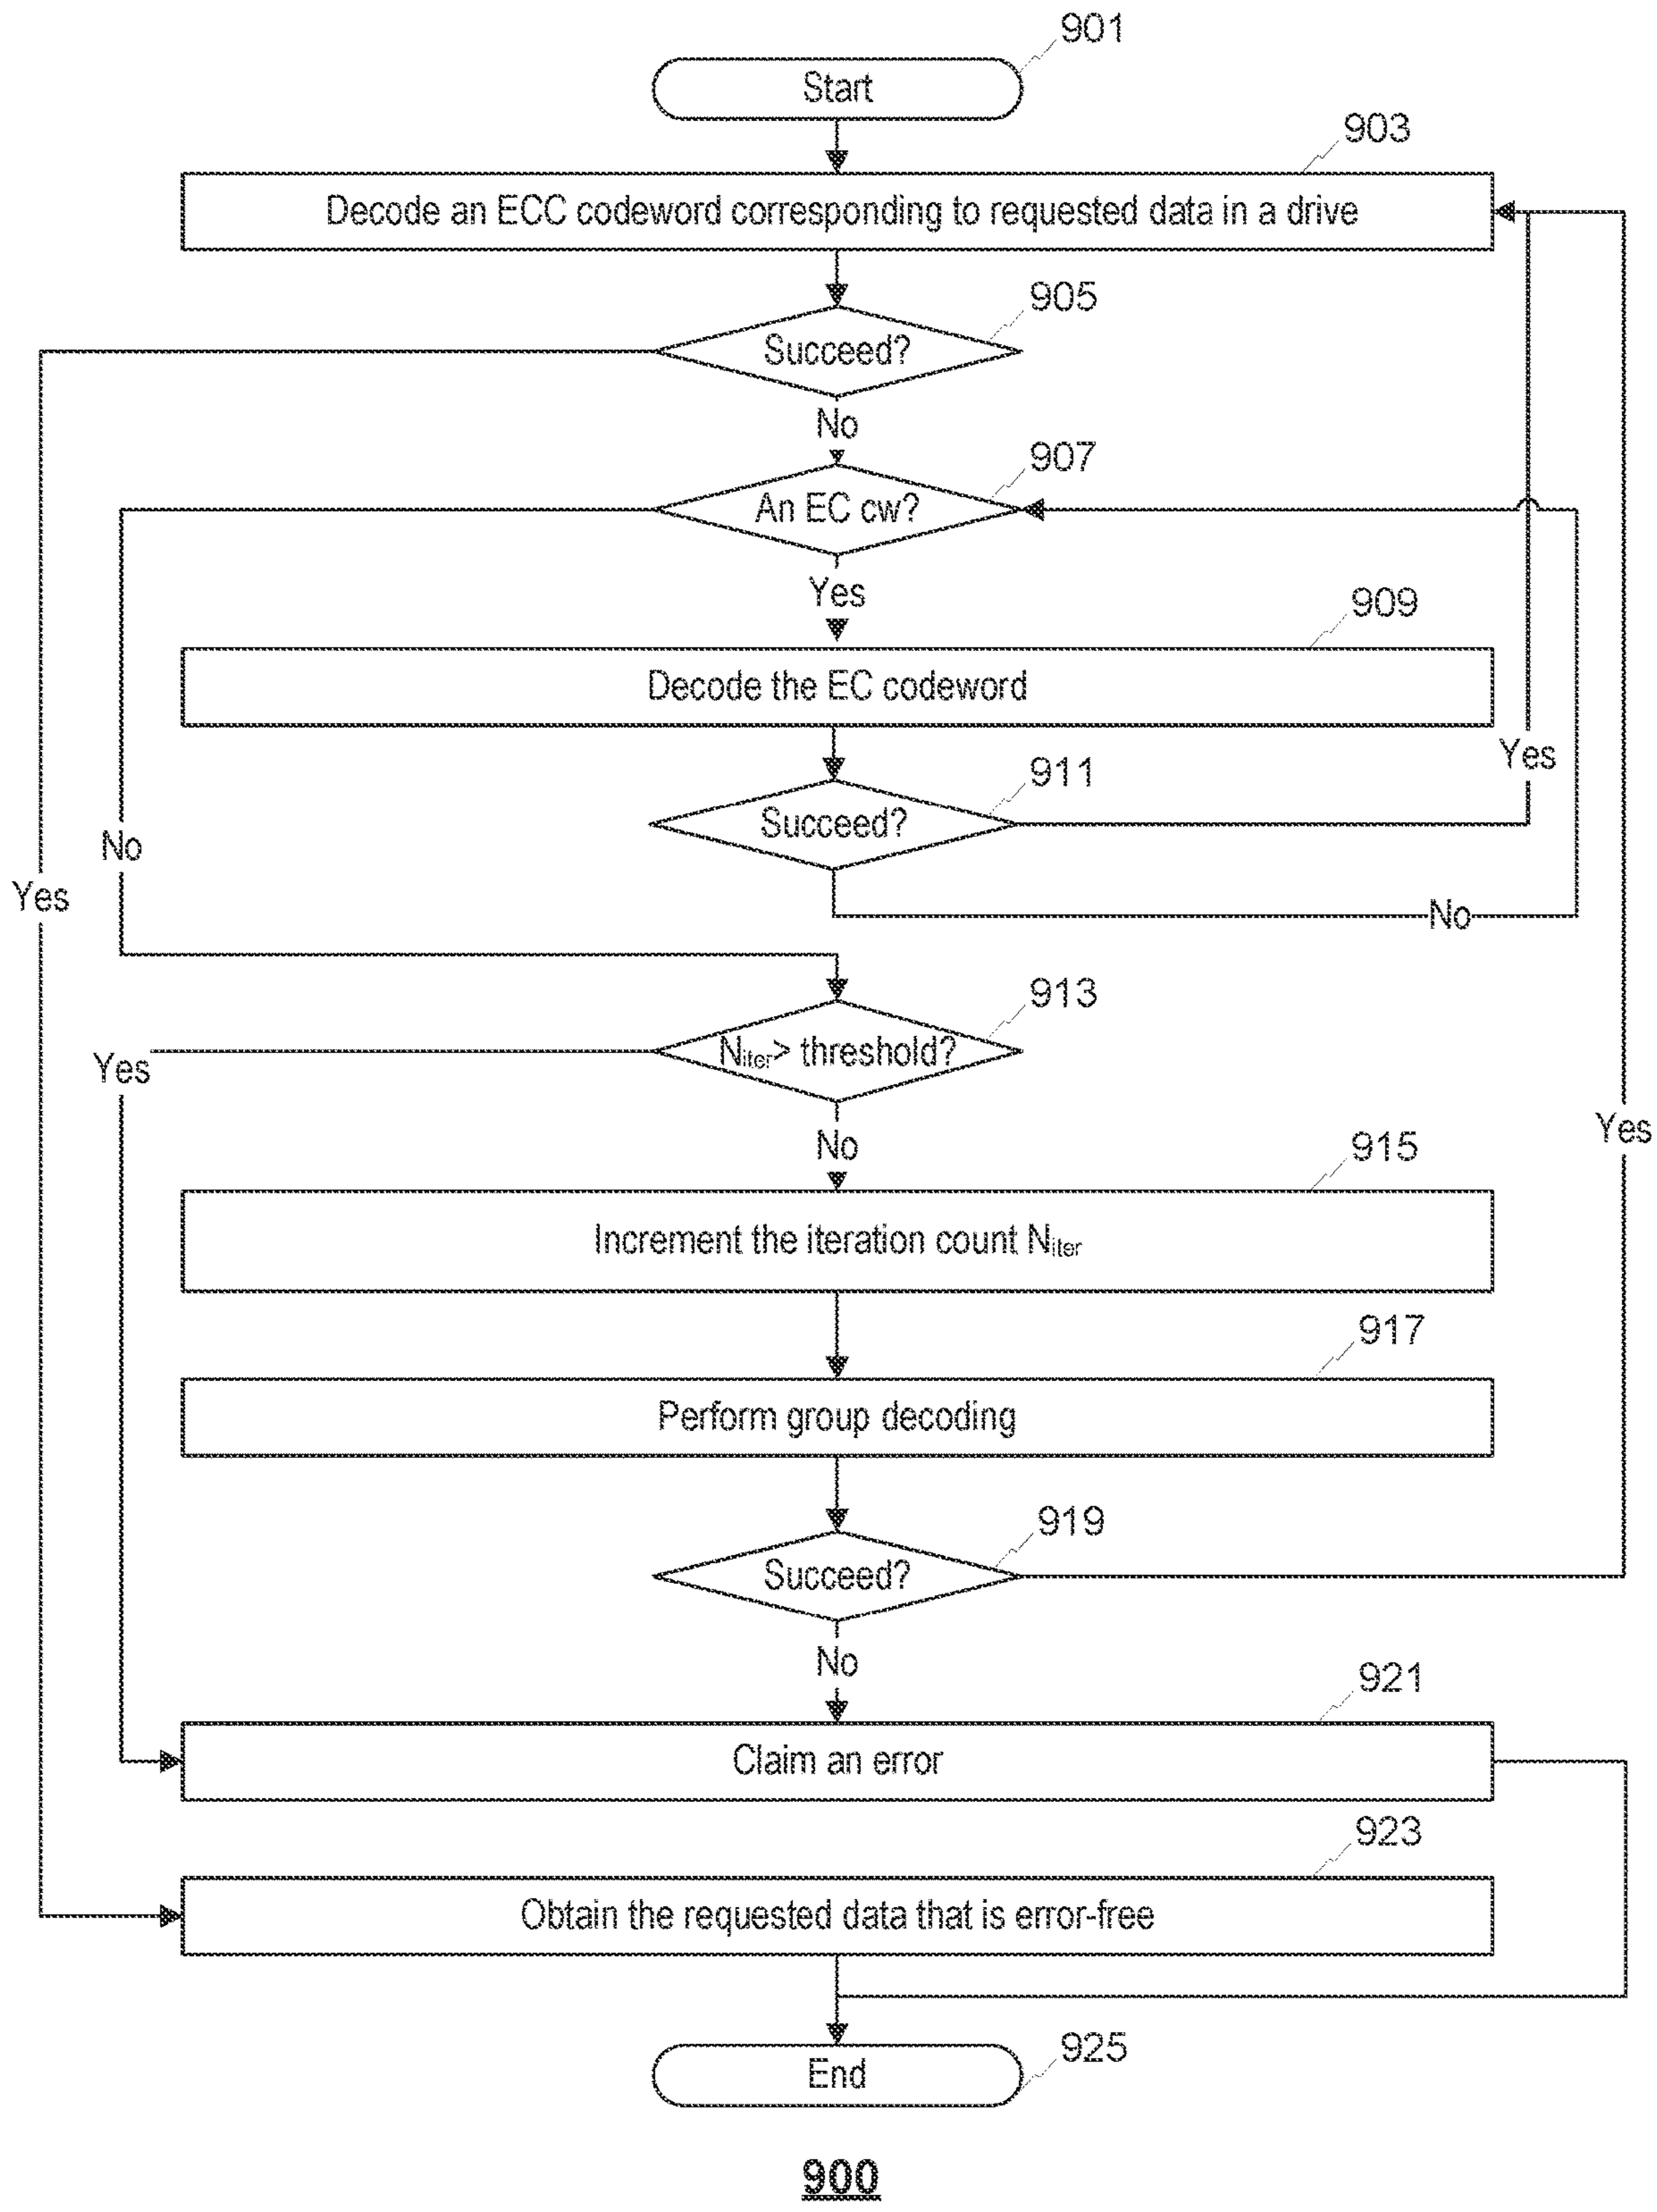 901
Start
903
Decode an ECC codeword corresponding to requested data in a drive
905
Succeed?
No
907
An EC cw?
Yes
909
Decode the EC codeword
Yes
911
Succeed?
No
Yes
No
913
Niter> threshold?
Yes
No
Yes
915
Increment the iteration count Niter
917
Perform group decoding
919
Succeed?
No
921
Claim an error
923
Obtain the requested data that is error-free
925
End
900